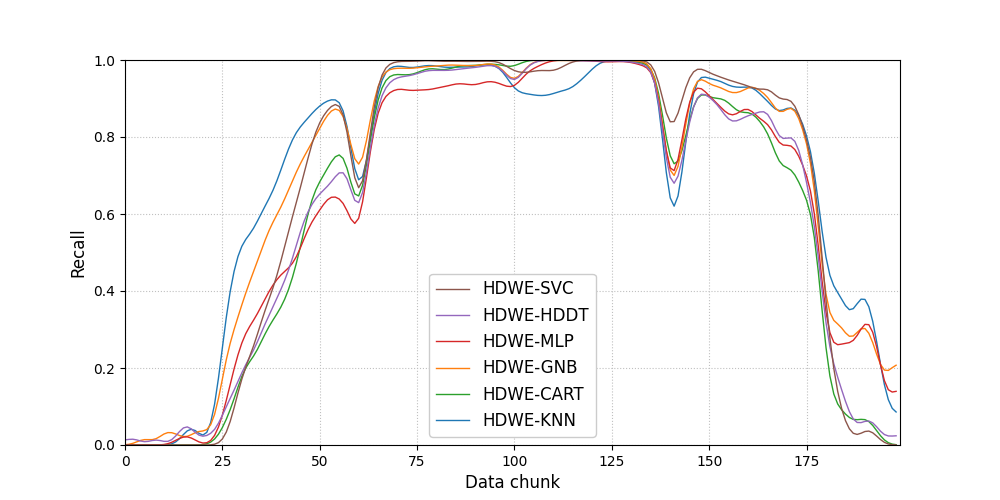 1.0
0.8
0.6
0.4
0.2
0.0
Recall
HDWE-SVC
HDWE-HDDT
HDWE-MLP
HDWE-GNB
HDWE-CART
HDWE-KNN
0 25 50 75 100 125 150 175
Data chunk